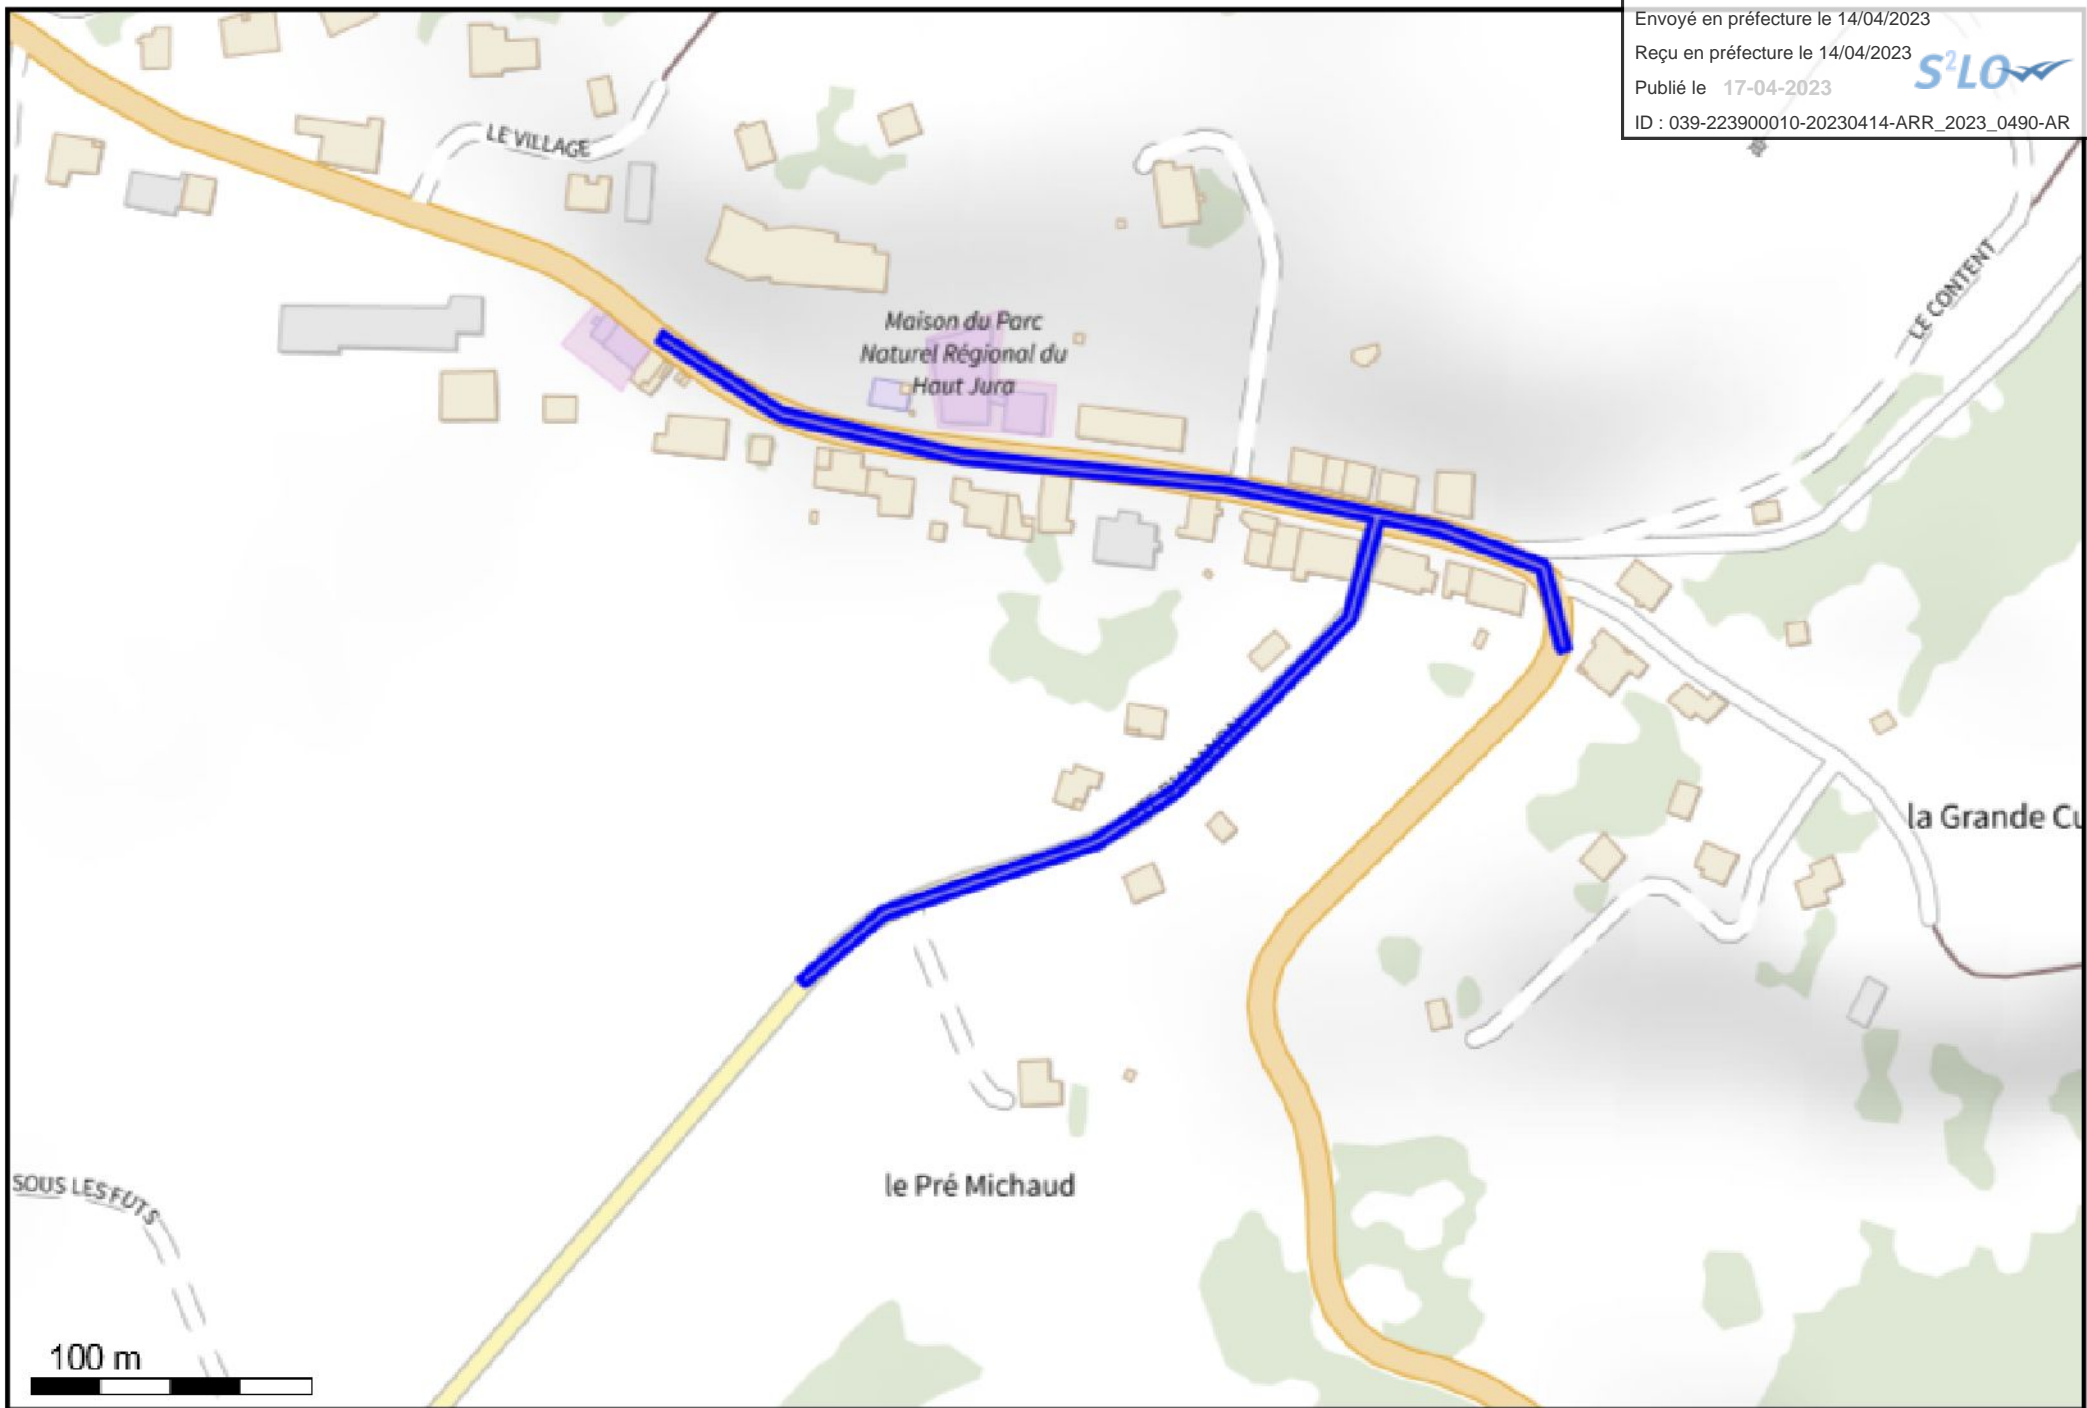 Envoyé en préfecture le 14/04/2023
Reçu en préfecture le 14/04/2023
S²LO
Publié le 17-04-2023
ID : 039-223900010-20230414-ARR_2023_0490-AR
LE VILLAGE
LE CONTENT
Maison du Parc
Naturel Régional du
Haut Jura
la Grande Cu
le Pré Michaud
SOUS LES FUTS
100 m